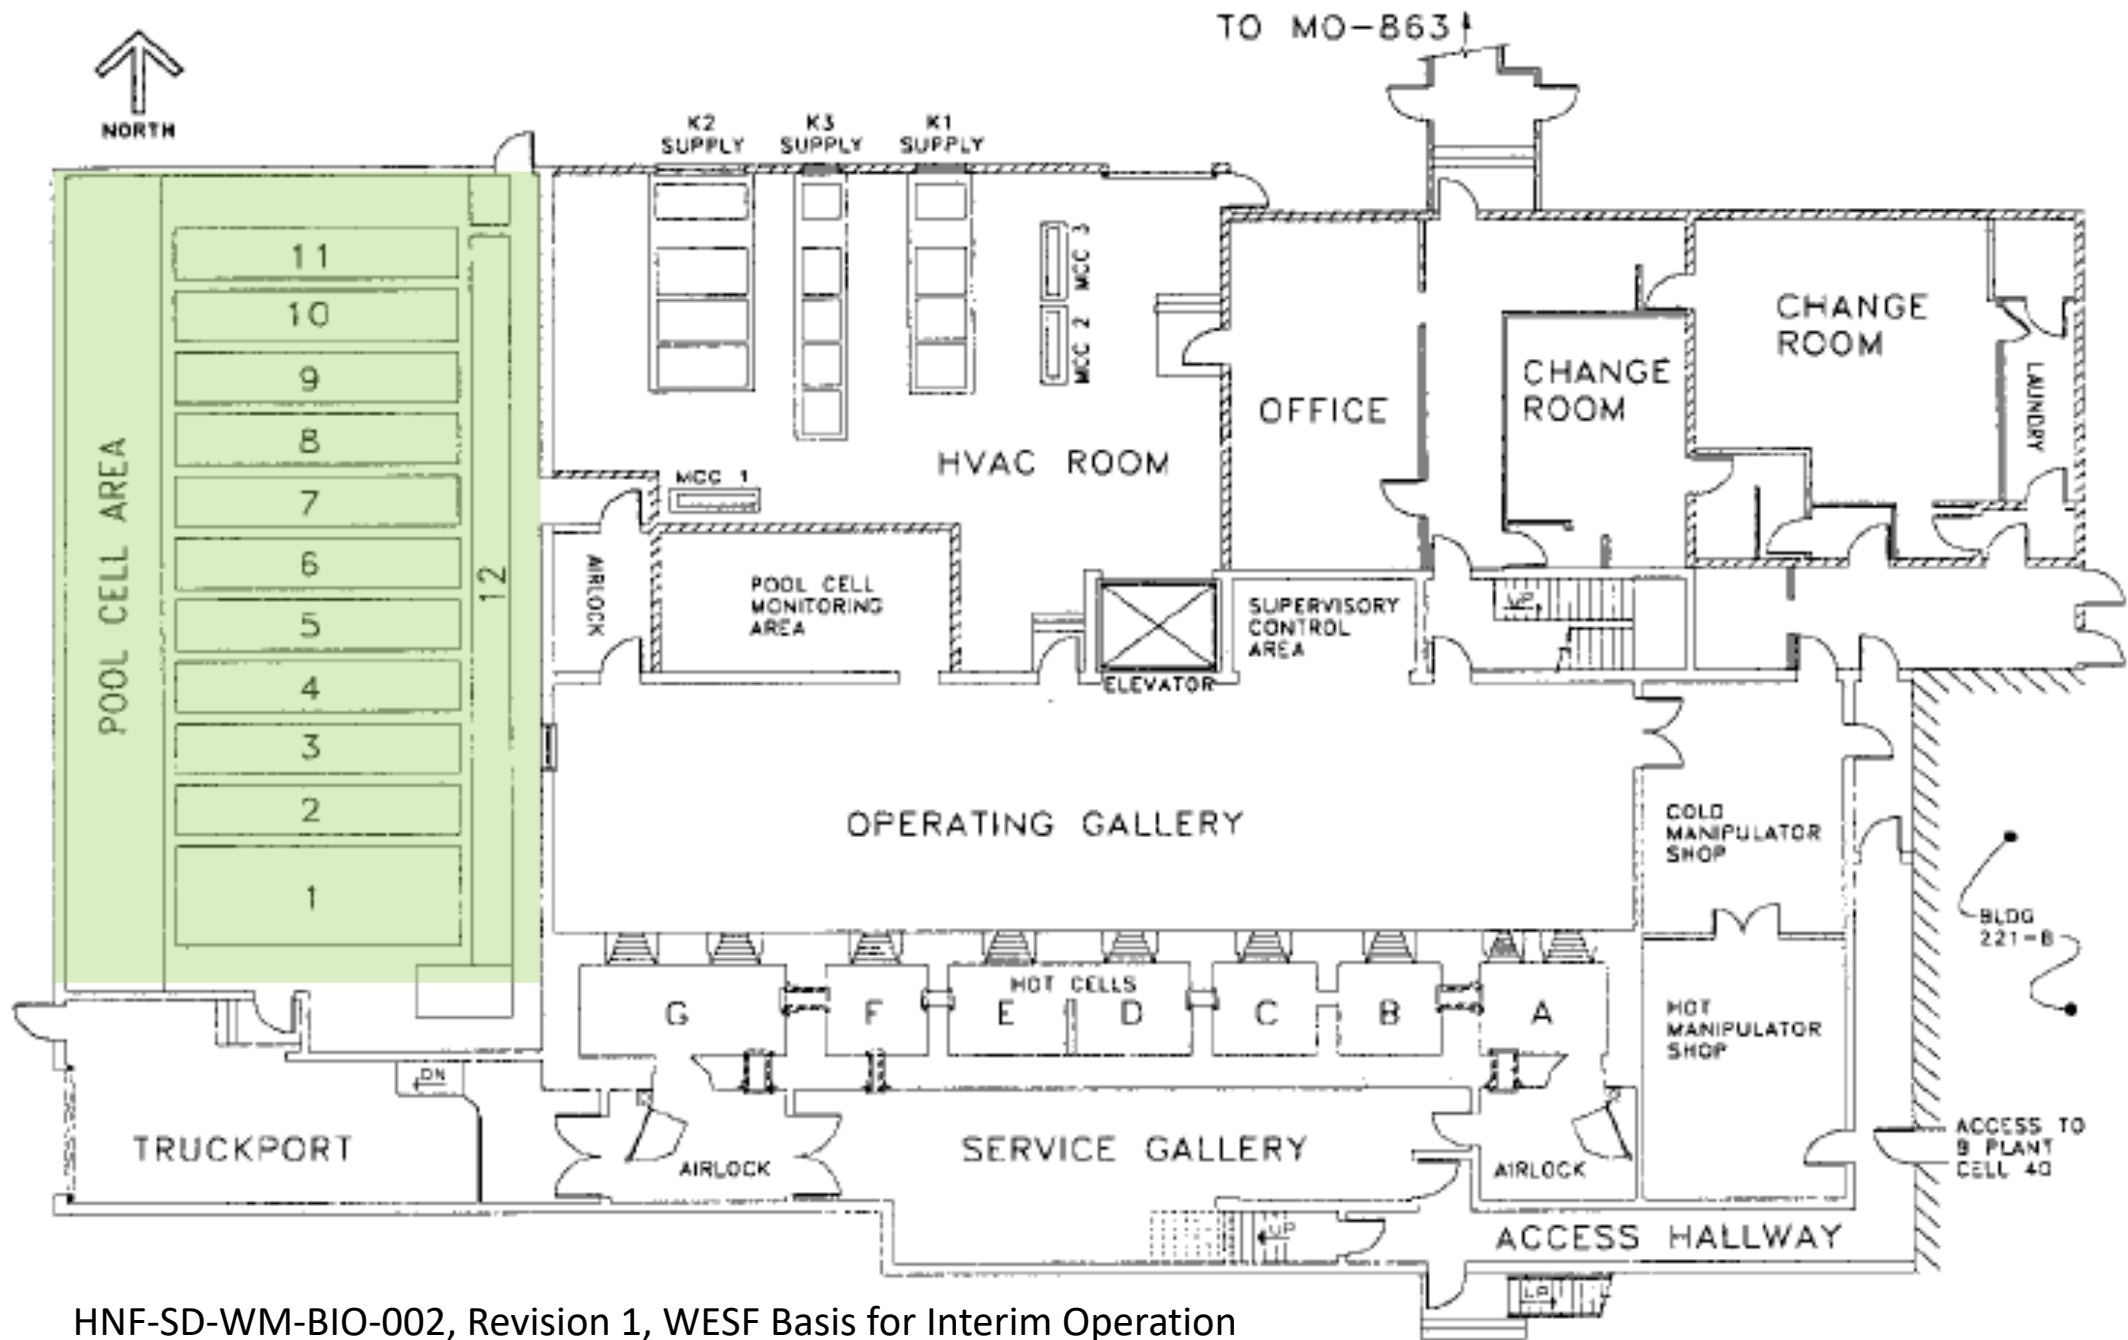 TO MO-863
NORTH
K2
SUPPLY
K3
SUPPLY
K1
SUPPLY
11
10
9
8
7
6
5
4
3
2
1
12
POOL CELL AREA
MCC 3
MCC 2
MCC 1
HVAC ROOM
OFFICE
CHANGE
ROOM
CHANGE
ROOM
LAUNDRY
AIRLOCK
POOL CELL
MONITORING
AREA
ELEVATOR
SUPERVISORY
CONTROL
AREA
UP
OPERATING GALLERY
COLD
MANIPULATOR
SHOP
BLDG
221-B
HOT CELLS
G
F
E
D
C
B
A
HOT
MANIPULATOR
SHOP
DN
TRUCKPORT
AIRLOCK
SERVICE GALLERY
AIRLOCK
ACCESS TO
B PLANT
CELL 40
UP
ACCESS HALLWAY
UP
HNF-SD-WM-BIO-002, Revision 1, WESF Basis for Interim Operation